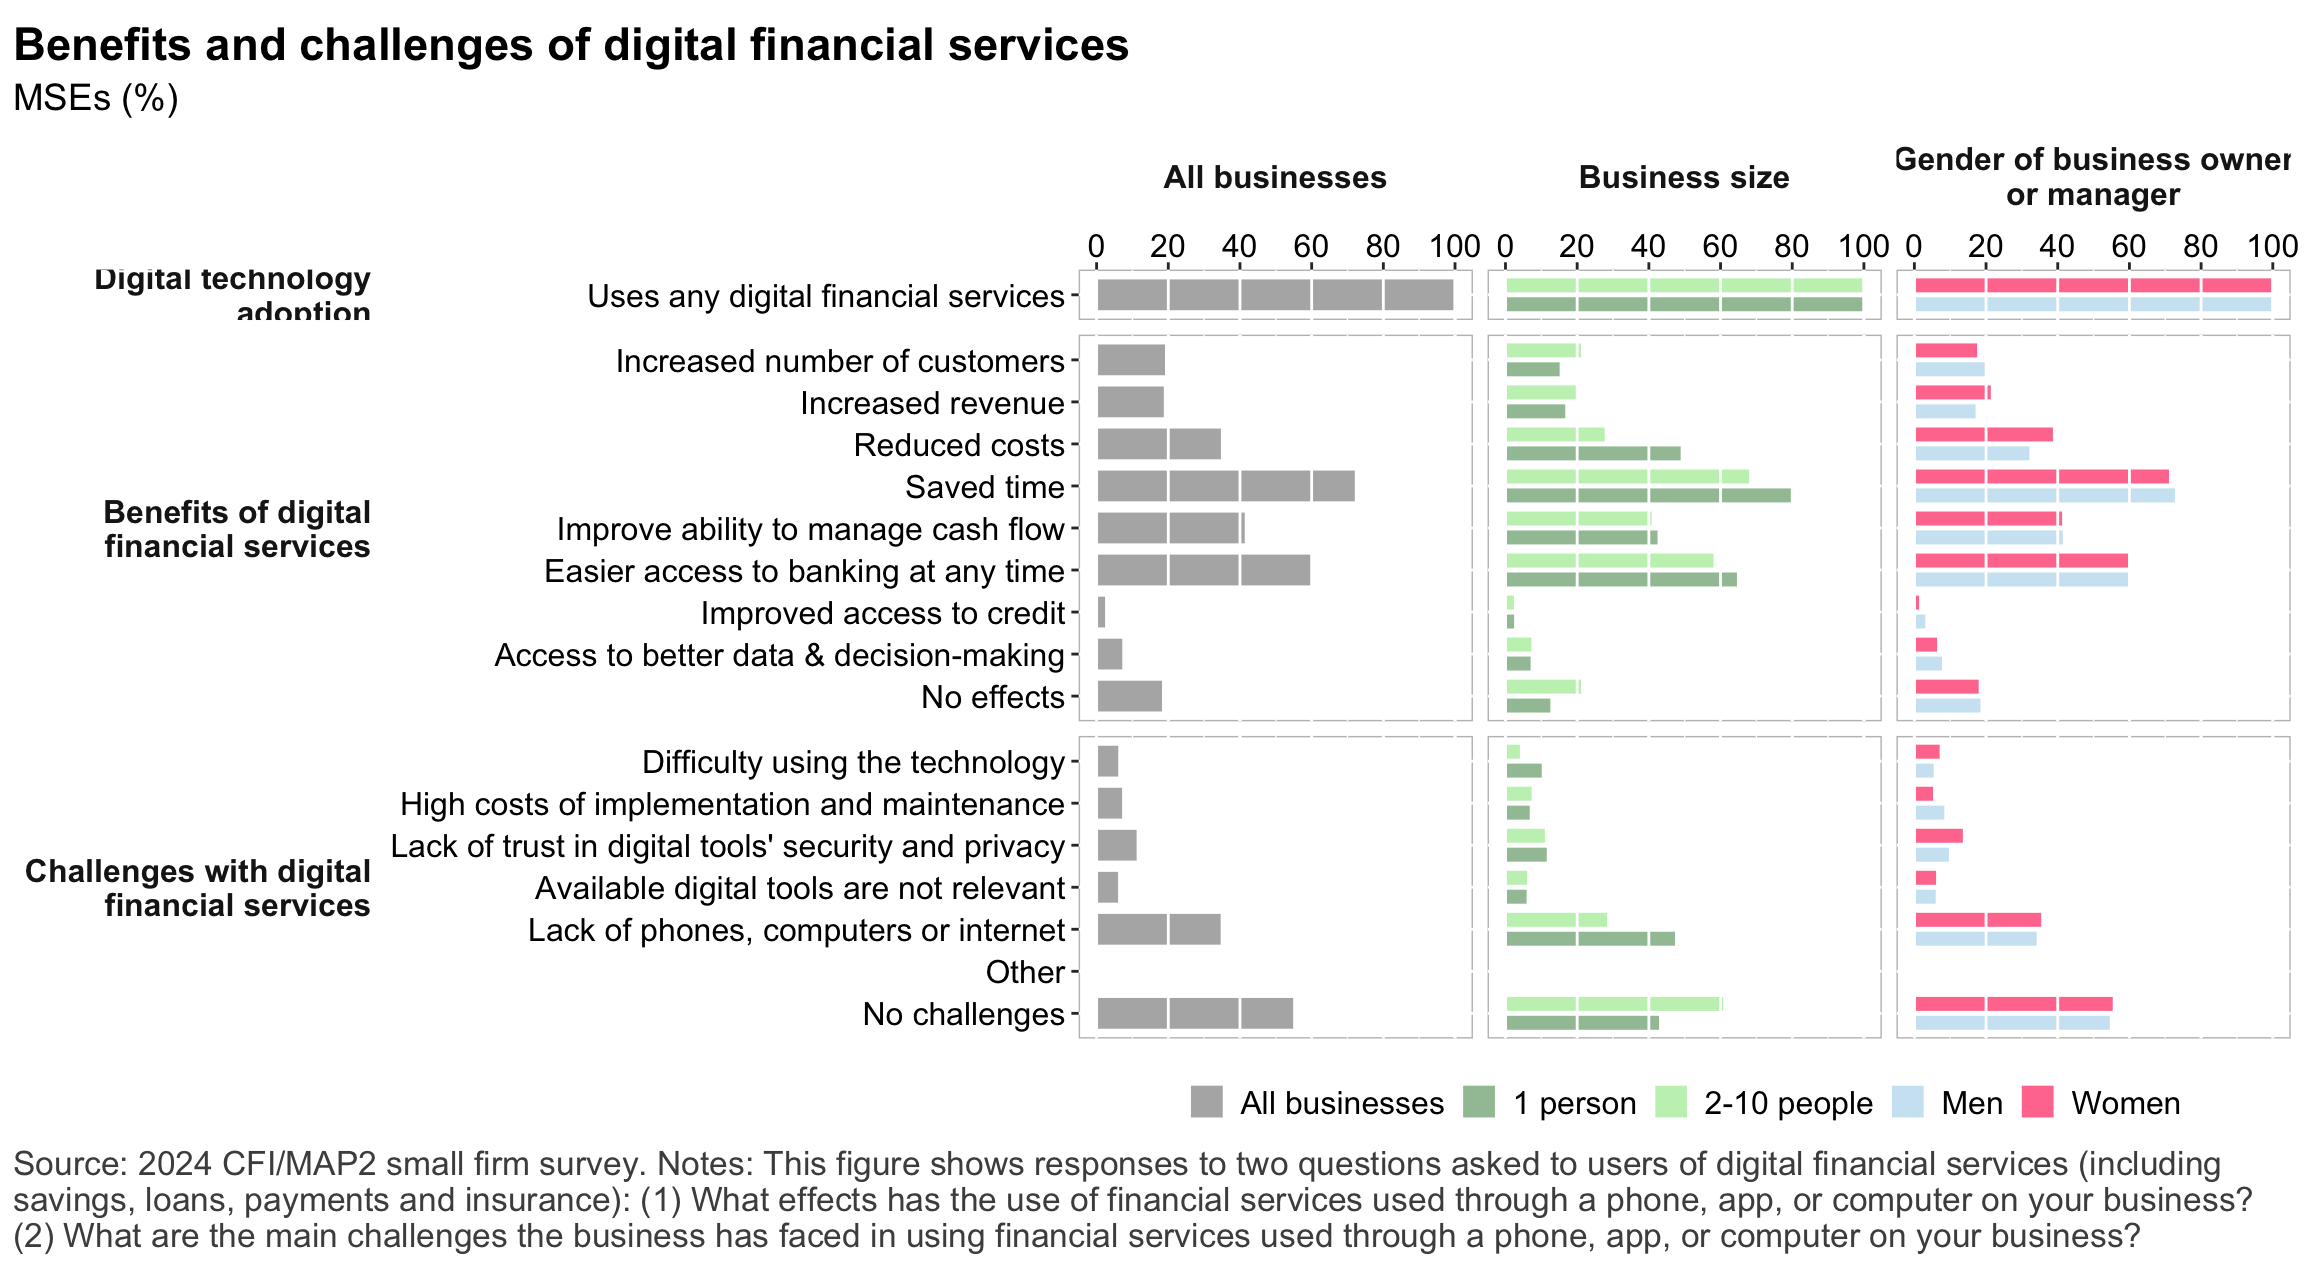 Benefits and challenges of digital financial services
MSEs (%)
All businesses
Business size
Gender of business owner
or manager
0 20 40 60 80 100 0 20 40 60 80 100 0 20 40 60 80 100
Digital technology
adoption
Uses any digital financial services
Increased number of customers
Increased revenue
Reduced costs
Saved time
Benefits of digital
financial services
Improve ability to manage cash flow
Easier access to banking at any time
Improved access to credit
Access to better data & decision-making
No effects
Difficulty using the technology
High costs of implementation and maintenance
Lack of trust in digital tools' security and privacy
Challenges with digital
financial services
Available digital tools are not relevant
Lack of phones, computers or internet
Other
No challenges
All businesses 1 person 2-10 people Men Women
Source: 2024 CFI/MAP2 small firm survey. Notes: This figure shows responses to two questions asked to users of digital financial services (including
savings, loans, payments and insurance): (1) What effects has the use of financial services used through a phone, app, or computer on your business?
(2) What are the main challenges the business has faced in using financial services used through a phone, app, or computer on your business?